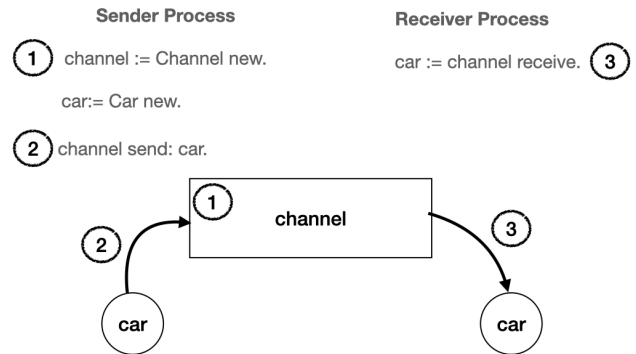 Sender Process
1 channel := Channel new.
car:= Car new.
2 channel send: car.
Receiver Process
car := channel receive. 3
1
channel
2
3
car
car